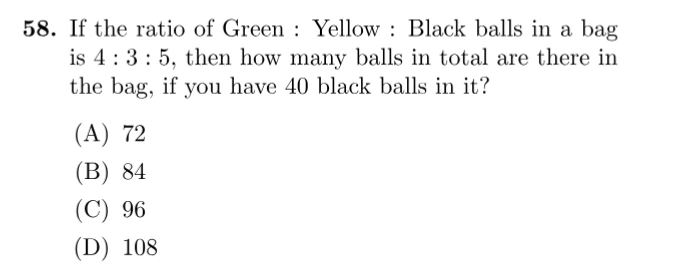 58. If the ratio of Green : Yellow : Black balls in a bag
is 4 : 3 : 5, then how many balls in total are there in
the bag, if you have 40 black balls in it?
(A) 72
(B) 84
(C) 96
(D) 108